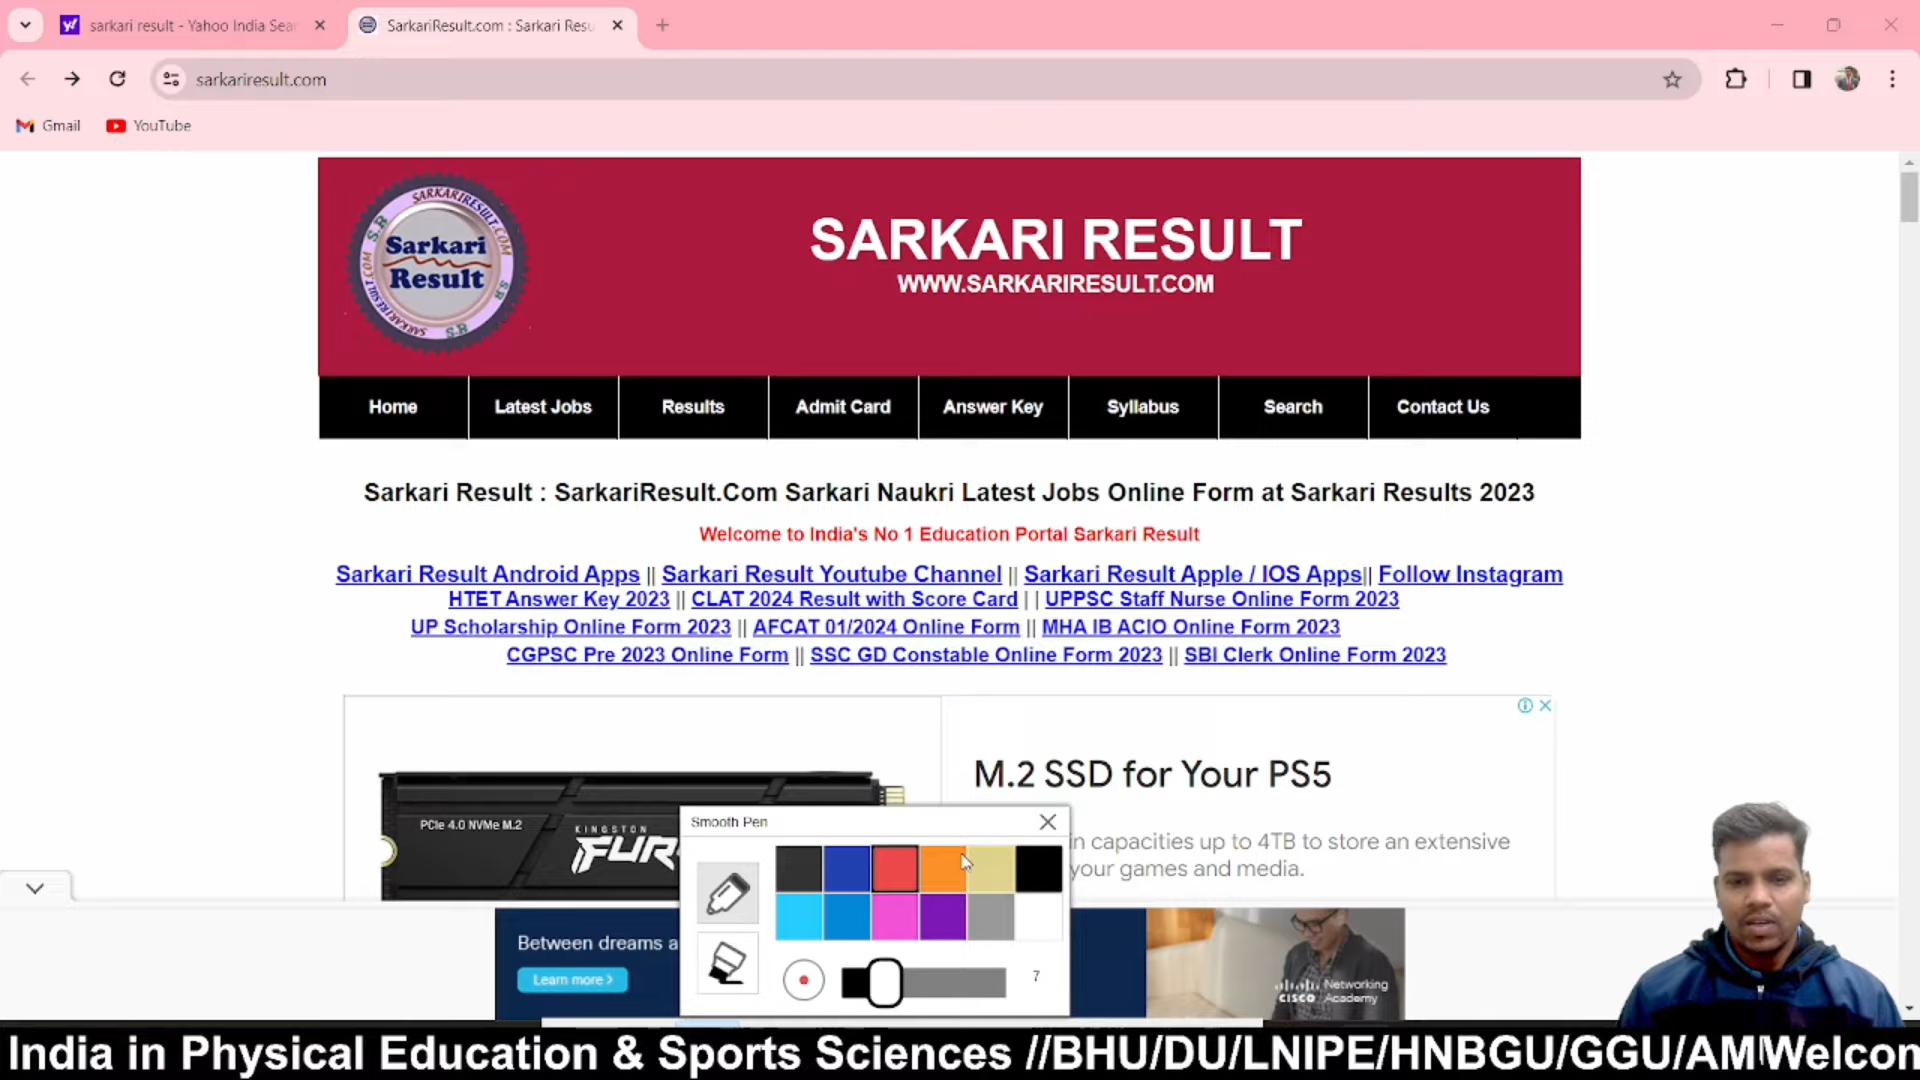 sarkari result - Yahoo India Sear
SarkariResult.com : Sarkari Resu
sarkariresult.com
Gmail
YouTube
SARKARIRESULT.COM
S.R
Sarkari
Result
S.R
SARKARIRESULT.COM
S.R
SARKARI RESULT
WWW.SARKARIRESULT.COM
Home
Latest Jobs
Results
Admit Card
Answer Key
Syllabus
Search
Contact Us
Sarkari Result : SarkariResult.Com Sarkari Naukri Latest Jobs Online Form at Sarkari Results 2023
Welcome to India's No 1 Education Portal Sarkari Result
Sarkari Result Android Apps || Sarkari Result Youtube Channel || Sarkari Result Apple / IOS Apps|| Follow Instagram
HTET Answer Key 2023 || CLAT 2024 Result with Score Card | | UPPSC Staff Nurse Online Form 2023
UP Scholarship Online Form 2023 || AFCAT 01/2024 Online Form || MHA IB ACIO Online Form 2023
CGPSC Pre 2023 Online Form || SSC GD Constable Online Form 2023 || SBI Clerk Online Form 2023
PCIe 4.0 NVMe M.2
KINGSTON
FUR
M.2 SSD for Your PS5
in capacities up to 4TB to store an extensive
your games and media.
Smooth Pen
7
Between dreams a
Learn more >
CISCO
Networking
Academy
India in Physical Education & Sports Sciences //BHU/DU/LNIPE/HNBGU/GGU/AM
Welcon